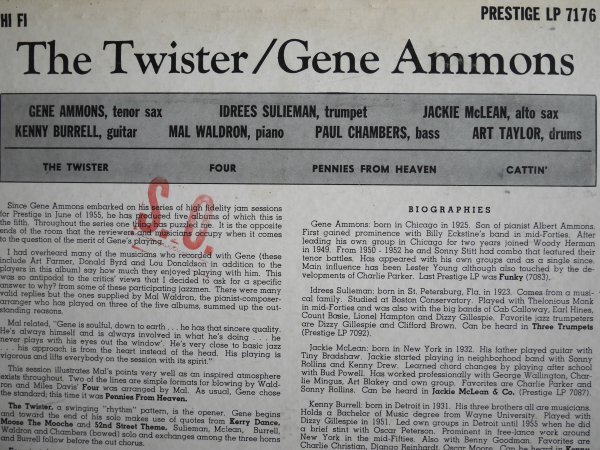 HI FI
PRESTIGE LP 7176
The Twister/Gene Ammons
GENE AMMONS, tenor sax IDREES SULIEMAN, trumpet JACKIE McLEAN, alto sax
KENNY BURRELL, guitar MAL WALDRON, piano PAUL CHAMBERS, bass ART TAYLOR, drums
THE TWISTER FOUR PENNIES FROM HEAVEN CATTIN'
S. C.
Since Gene Ammons embarked on his series of high fidelity jam sessions
for Prestige in June of 1955, he has produced five albums of which this is
the fifth. Throughout the series one thing has puzzled me. It is the opposite
ends of the room that the reviewers and musicians occupy when it comes
to the question of the merit of Gene's playing.
I had overheard many of the musicians who recorded with Gene (these
include Art Farmer, Donald Byrd and Lou Donaldson in addition to the
players in this album) say how much they enjoyed playing with him. This
was so antipodol to the critics' views that I decided to ask for a specific
answer to why? from some of these participating jazzmen. There were many
valid replies but the ones supplied by Mal Waldron, the pianist-composer-
arranger who has played on three of the five albums, summed up the out-
standing reasons.
Mal related, "Gene is soulful, down to earth . . . he has that sincere quality.
He's always himself and is always involved in what he's doing . . . he
never plays with his eyes out the window'. He's very close to basic jazz
. . . his approach is from the heart instead of the head. His playing is
vigorous and lifts everybody on the session with its spirit."
This session illustrates Mal's points very well as an inspired atmosphere
exists throughout. Two of the lines are simple formats for blowing by Wald-
ron and Miles Davis' Four was arranged by Mal. As usual, Gene chose
the standard; this time it was Pennies From Heaven.
The Twister, a swinging "rhythm" pattern, is the opener. Gene begins
and toward the end of his solo makes use of quotes from Kerry Dance,
Moose The Mooche and 52nd Street Theme. Sulieman, Mclean, Burrell,
Waldron and Chambers (bowed) solo and exchanges among the three horns
and Burrell follow before the out chorus.
BIOGRAPHIES
Gene Ammons: born in Chicago in 1925. Son of pianist Albert Ammons.
First gained prominence with Billy Eckstine's band in mid-Forties. After
leading his own group in Chicago for two years joined Woody Herman
in 1949. From 1950 - 1952 he and Sonny Stitt had combo that featured their
tenor battles. Has appeared with his own groups and as a single since.
Main influence has been Lester Young although also touched by the de-
velopments of Charlie Parker. Last Prestige LP was Funky (7083).
Idrees Sulieman: born in St. Petersburg, Fla. in 1923. Comes from a musi-
cal family. Studied at Boston Conservatory. Played with Thelonious Monk
in mid-Forties and was also with the big bands of Cab Calloway, Earl Hines,
Count Basie, Lionel Hampton and Dizzy Gillespie. Favorite jazz trumpeters
are Dizzy Gillespie and Clifford Brown. Can be heard in Three Trumpets
(Prestige LP 7092).
Jackie McLean: born in New York in 1932. His father played guitar with
Tiny Bradshaw. Jackie started playing in neighborhood band with Sonny
Rollins and Kenny Drew. Learned chord changes by playing after school
with Bud Powell. Has worked professionally with George Wallington, Char-
lie Mingus, Art Blakey and own group. Favorites are Charlie Parker and
Sonny Rollins. Can be heard in Jackie McLean & Co. (Prestige LP 7087).
Kenny Burrell: born in Detroit in 1931. His three brothers all are musicians.
Holds a Bachelor of Music degree from Wayne University. Played with
Dizzy Gillespie in 1951. Led own groups in Detroit until 1955 when he did
a brief stint with Oscar Peterson. Prominent in free-lance work around
New York in the mid-Fifties. Also with Benny Goodman. Favorites are
Charlie Christian, Django Reinhardt, Oscar Moore. Can be heard in Kenny